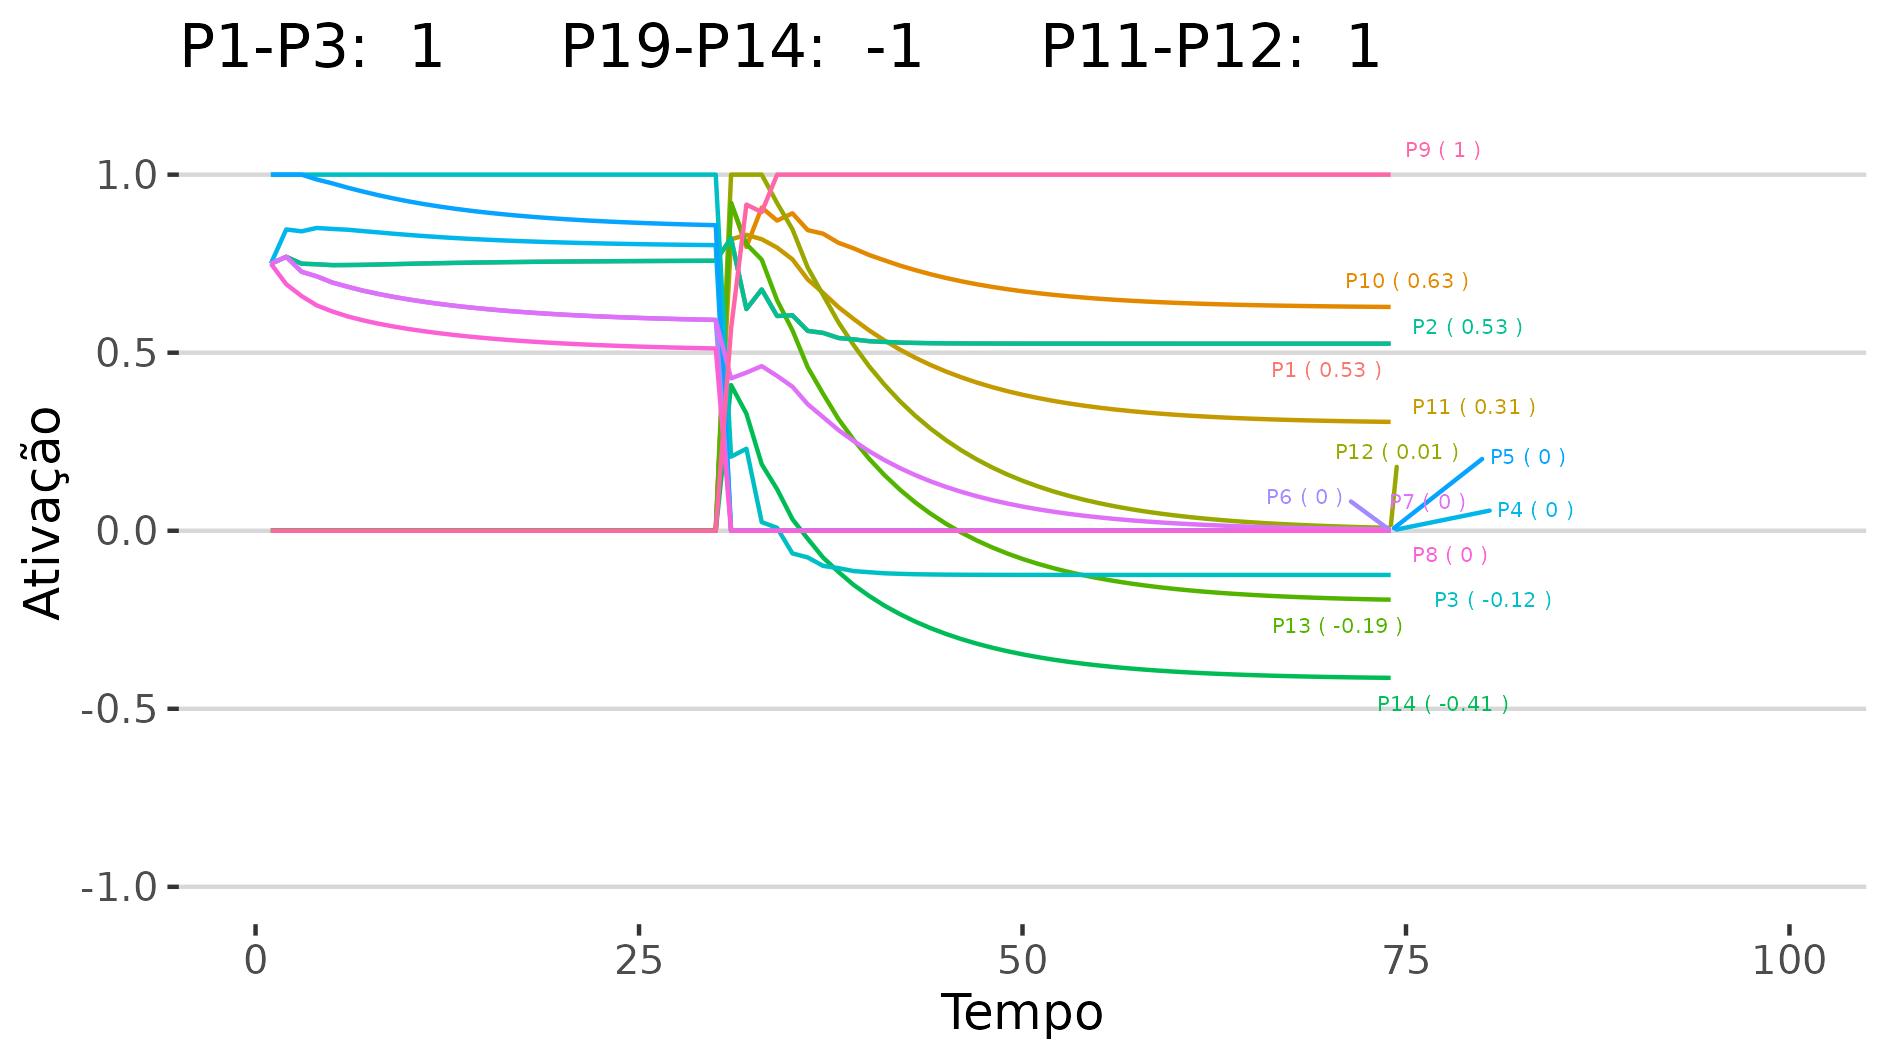 P1-P3:  1    P19-P14:  -1    P11-P12:  1
Ativação
1.0
0.5
0.0
-0.5
-1.0
P9 ( 1 )
P10 ( 0.63 )
P2 ( 0.53 )
P1 ( 0.53 )
P11 ( 0.31 )
P12 ( 0.01 )
P5 ( 0 )
P6 ( 0 )
P7 ( 0 )
P4 ( 0 )
P8 ( 0 )
P3 ( -0.12 )
P13 ( -0.19 )
P14 ( -0.41 )
0 25 50 75 100
Tempo